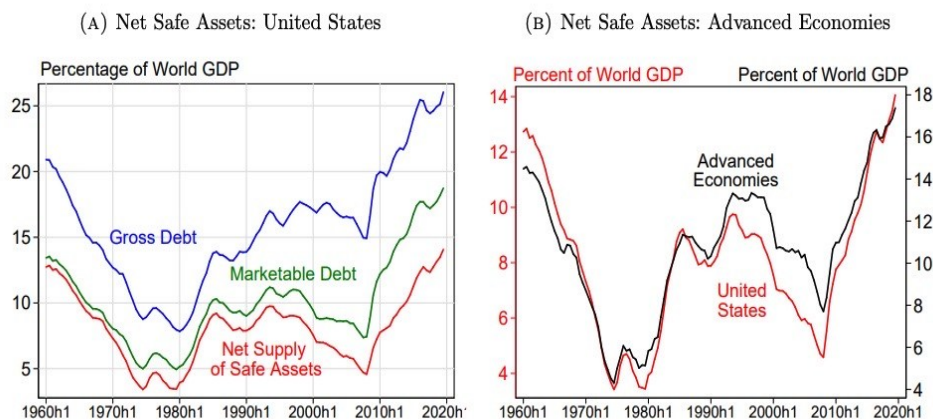 (A) Net Safe Assets: United States
Percentage of World GDP
25
20
15
10
5
Gross Debt
Marketable Debt
Net Supply
of Safe Assets
1960h1 1970h1 1980h1 1990h1 2000h1 2010h1 2020h1
(B) Net Safe Assets: Advanced Economies
Percent of World GDP Percent of World GDP
14
12
10
8
6
4
Advanced
Economies
United
States
18
16
14
12
10
8
6
4
1960h1 1970h1 1980h1 1990h1 2000h1 2010h1 2020h1